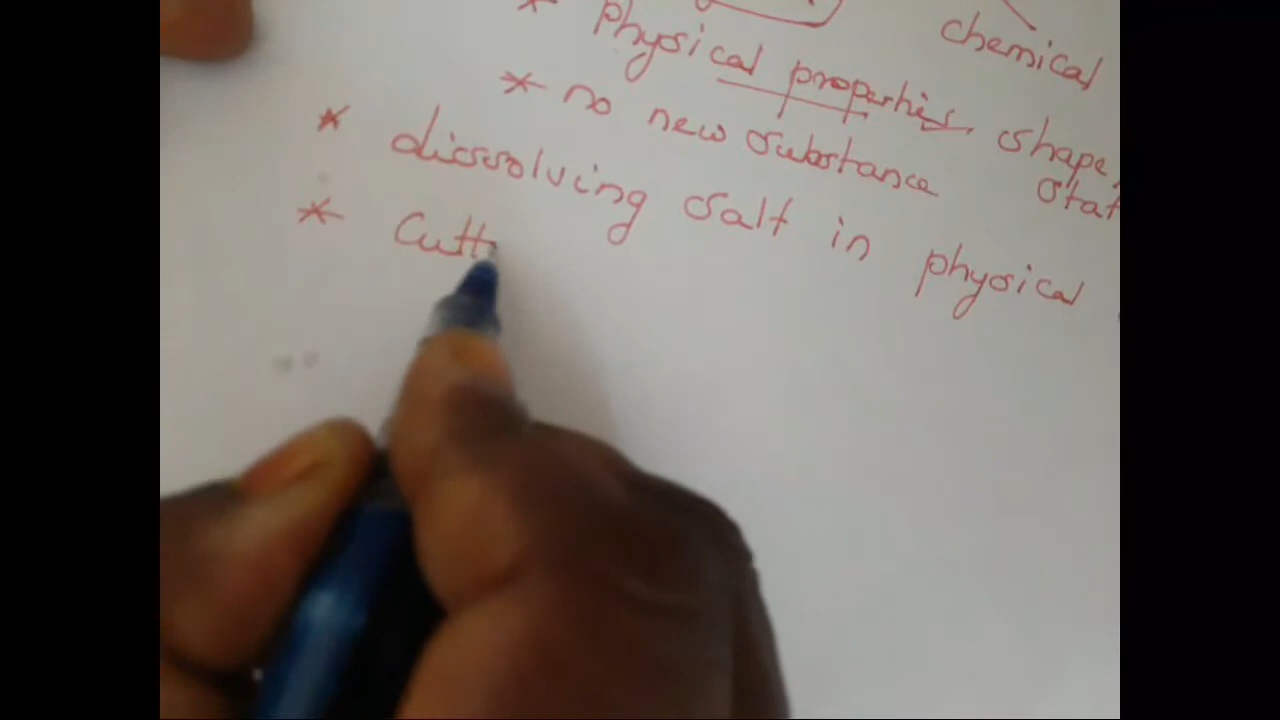 chemical
* physical properties shape,
* no new substance stat
* dissolving salt in physical
* Cutt